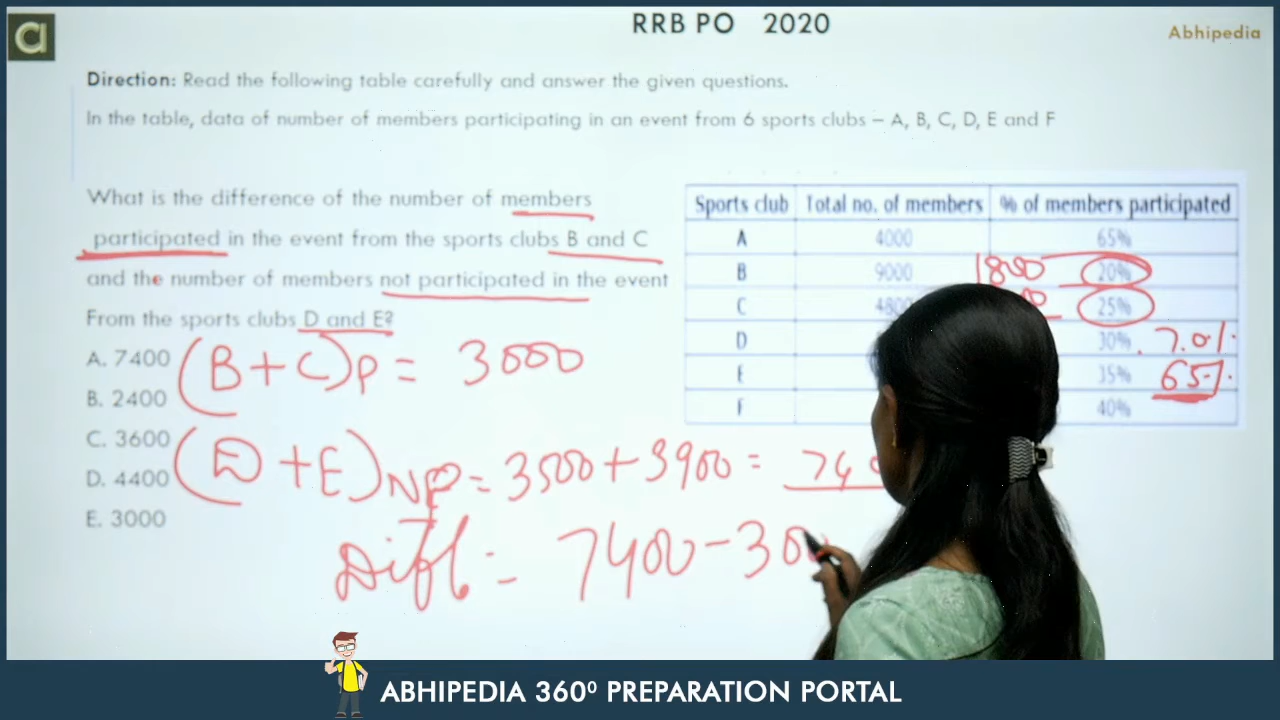 RRB PO 2020
Abhipedia
Direction: Read the following table carefully and answer the given questions.
In the table, data of number of members participating in an event from 6 sports clubs – A, B, C, D, E and F
What is the difference of the number of members
participated in the event from the sports clubs B and C
and the number of members not participated in the event
From the sports clubs D and E?
A. 7400
B. 2400
C. 3600
D. 4400
E. 3000
Sports club Total no. of members % of members participated
A 4000 65%
B 9000 1800 20%
C 4800 25%
D 30% 70%
E 35% 65%
F 40%
(B+C)P = 3000
(D+E)NP = 3500+3900 = 74
Diff = 7400-300
ABHIPEDIA 360⁰ PREPARATION PORTAL